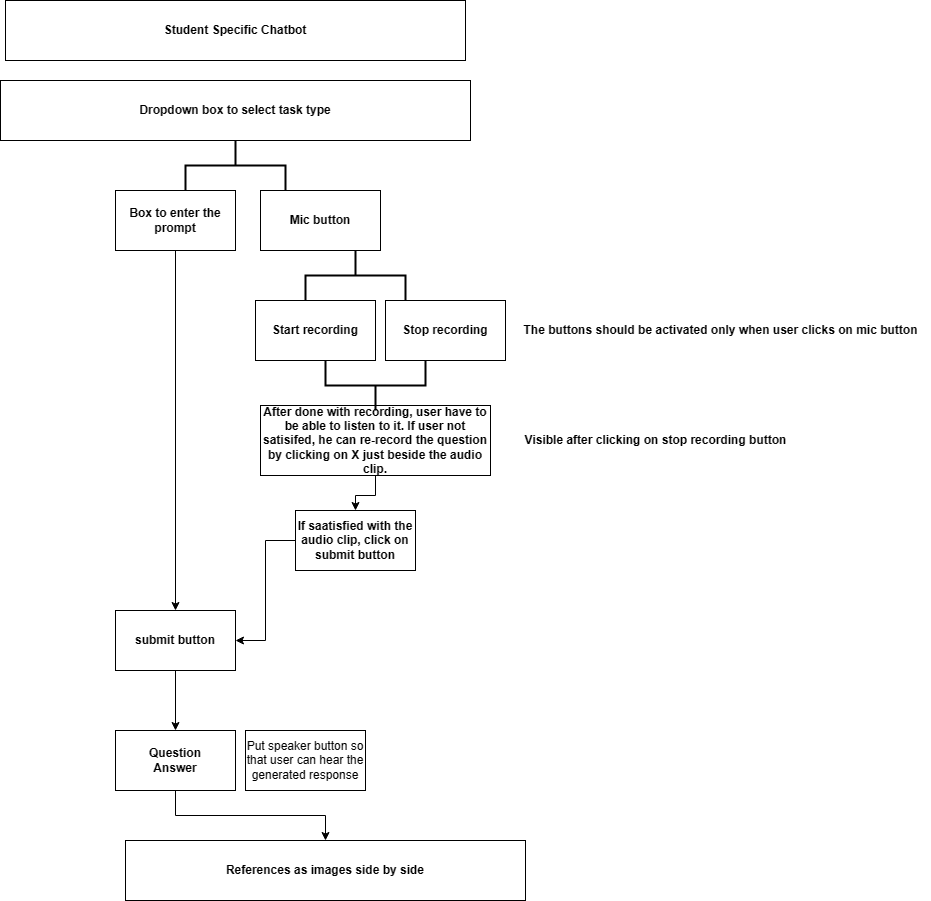 Student Specific Chatbot
Dropdown box to select task type
Box to enter the
prompt
Mic button
Start recording
Stop recording
The buttons should be activated only when user clicks on mic button
After done with recording, user have to
be able to listen to it. If user not
satisifed, he can re-record the question
by clicking on X just beside the audio
clip.
Visible after clicking on stop recording button
If saatisfied with the
audio clip, click on
submit button
submit button
Question
Answer
Put speaker button so
that user can hear the
generated response
References as images side by side